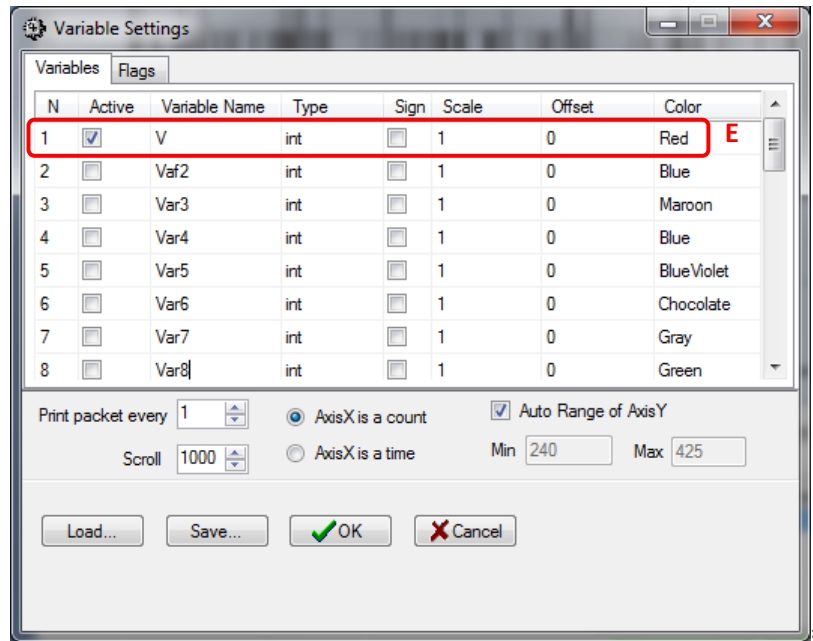 Variable Settings
Variables Flags
N Active Variable Name Type Sign Scale Offset Color
1 V int 1 0 Red E
2 Vaf2 int 1 0 Blue
3 Var3 int 1 0 Maroon
4 Var4 int 1 0 Blue
5 Var5 int 1 0 BlueViolet
6 Var6 int 1 0 Chocolate
7 Var7 int 1 0 Gray
8 Var8 int 1 0 Green
Print packet every 1 AxisX is a count Auto Range of AxisY
Scroll 1000 AxisX is a time Min 240 Max 425
Load... Save... OK Cancel